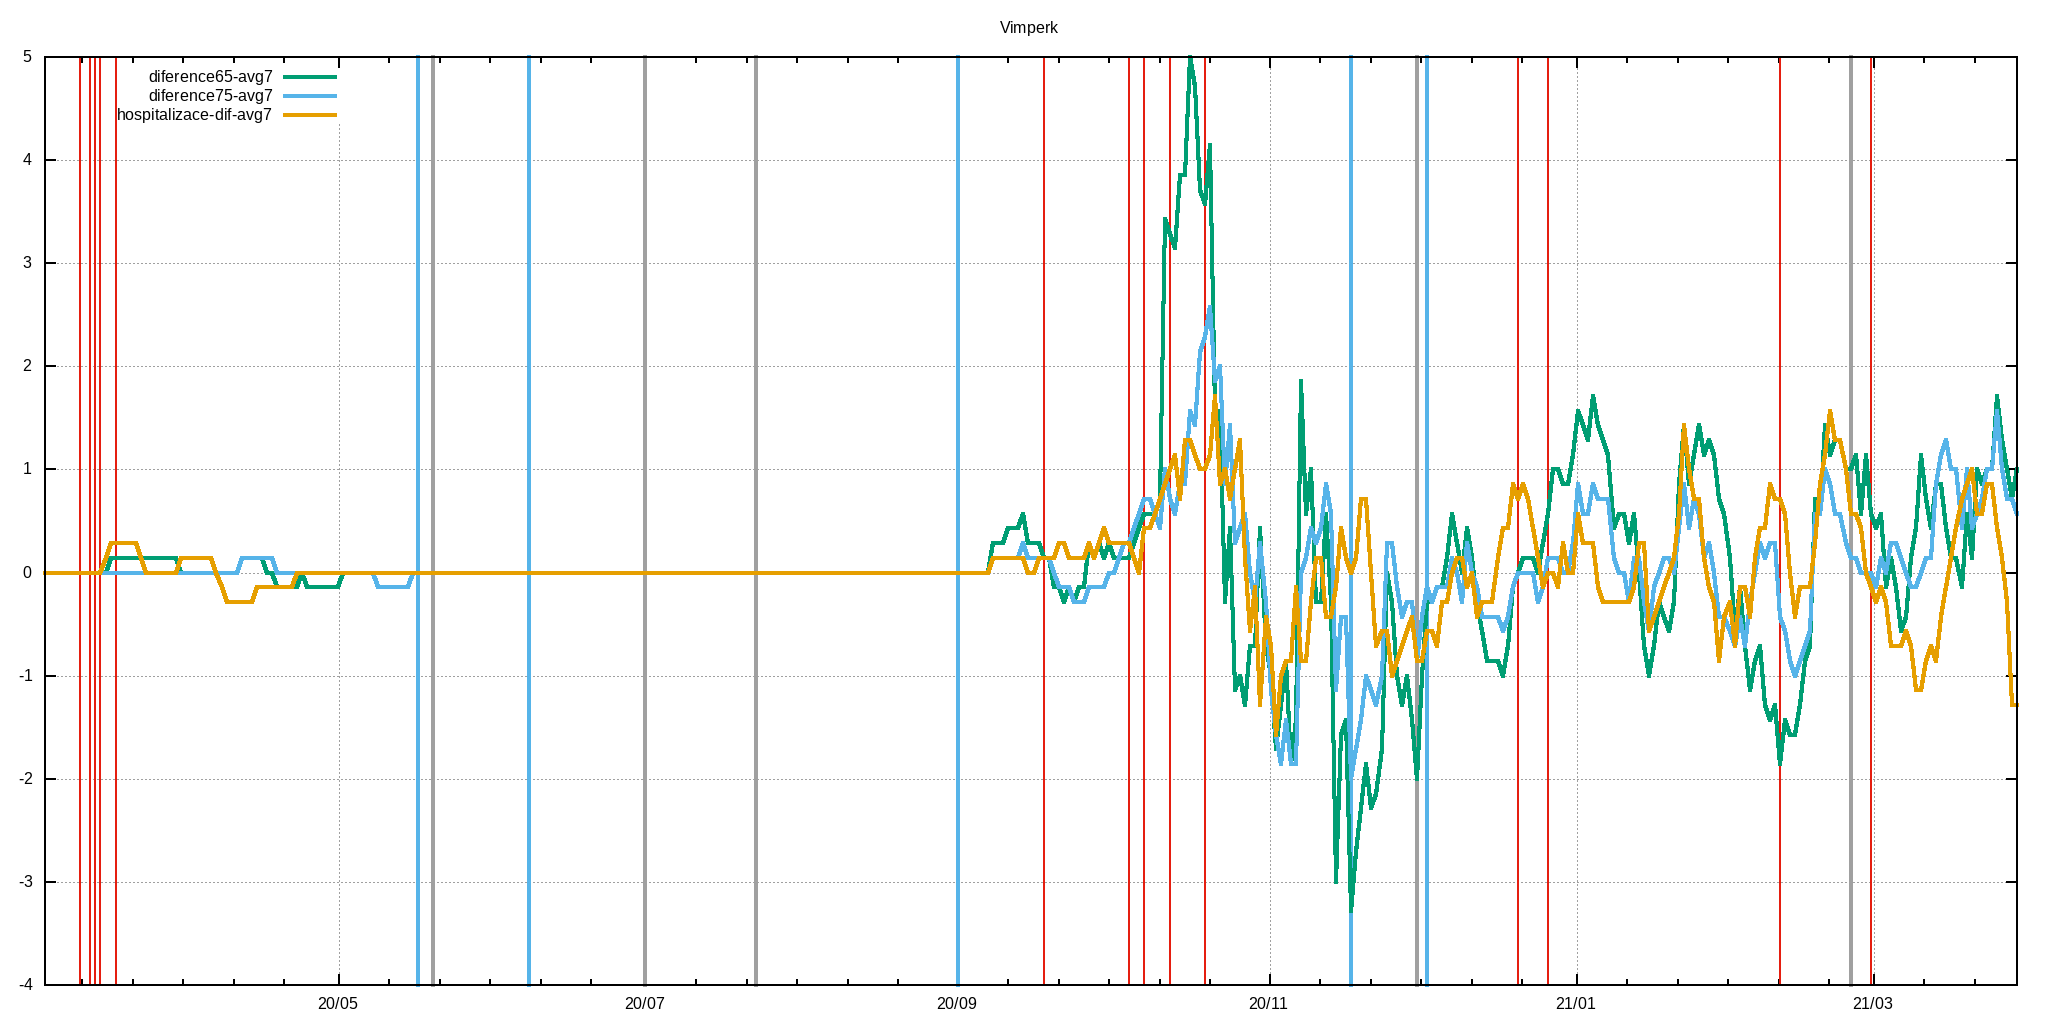 Vimperk
diference65-avg7
diference75-avg7
hospitalizace-dif-avg7
5
4
3
2
1
0
-1
-2
-3
-4
20/05 20/07 20/09 20/11 21/01 21/03